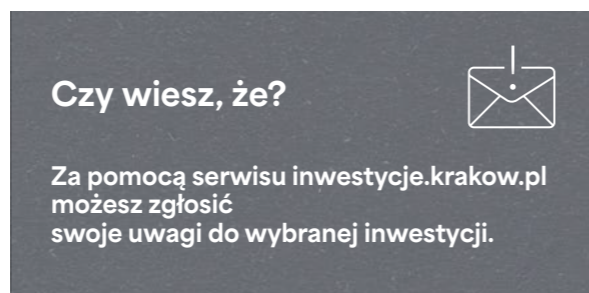 Czy wiesz, że?
Za pomocą serwisu inwestycje.krakow.pl
możesz zgłosić
swoje uwagi do wybranej inwestycji.